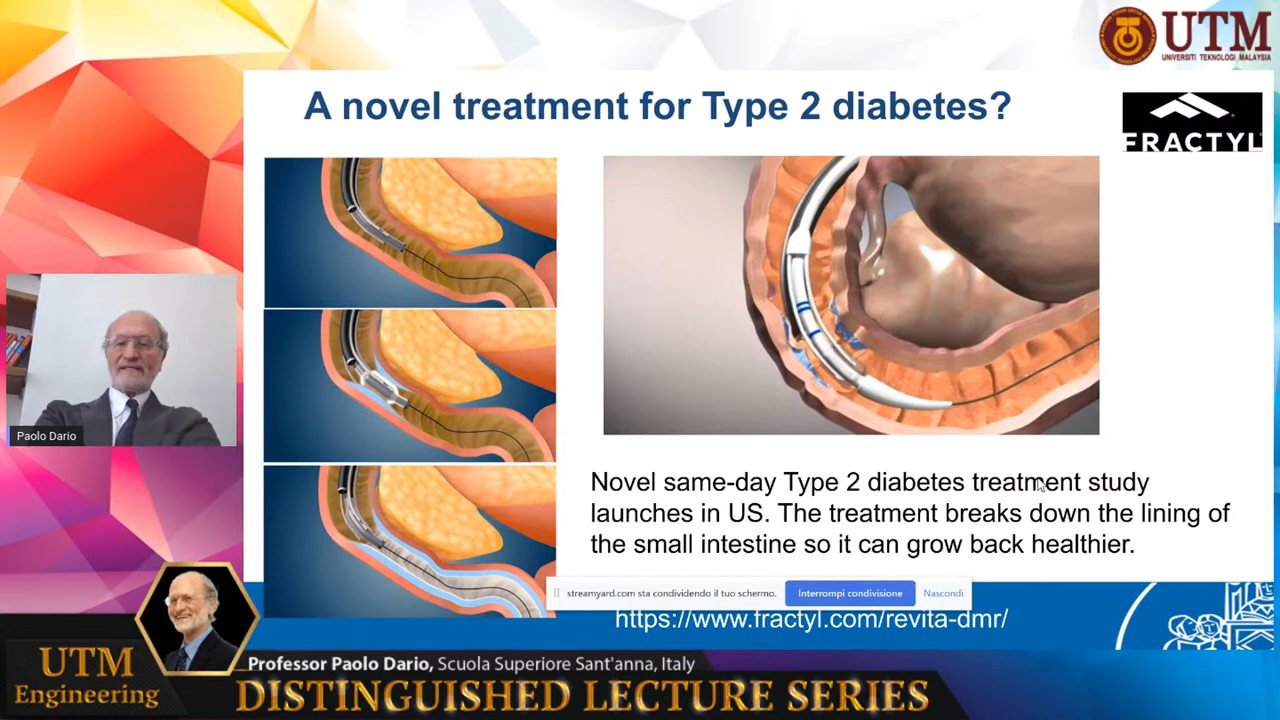 UTM
UNIVERSITI TEKNOLOGI MALAYSIA
A novel treatment for Type 2 diabetes?
FRACTYL
Paolo Dario
Novel same-day Type 2 diabetes treatment study
launches in US. The treatment breaks down the lining of
the small intestine so it can grow back healthier.
streamyard.com sta condividendo il tuo schermo.
Interrompi condivisione
Nascondi
https://www.fractyl.com/revita-dmr/
UTM
Engineering
Professor Paolo Dario, Scuola Superiore Sant'anna, Italy
DISTINGUISHED LECTURE SERIES